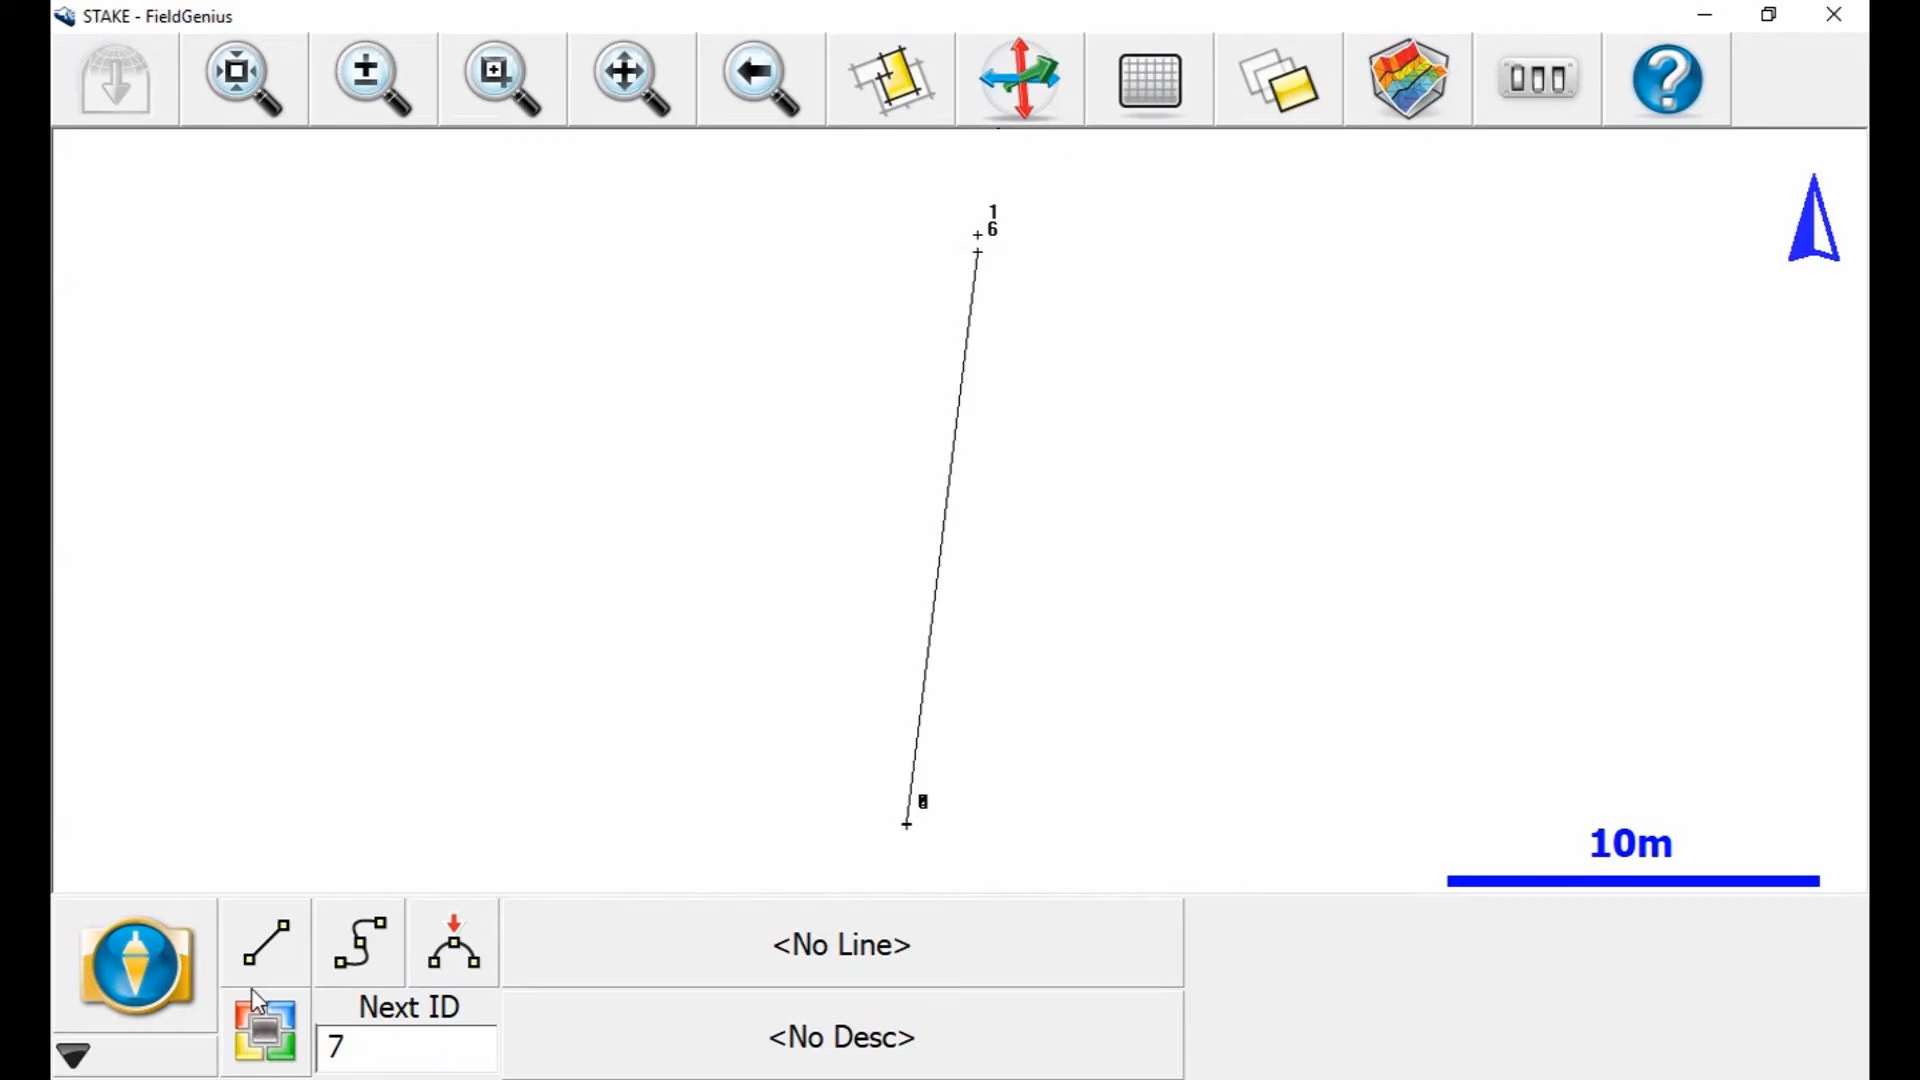 STAKE - FieldGenius
1
6
10m
<No Line>
Next ID
7
<No Desc>